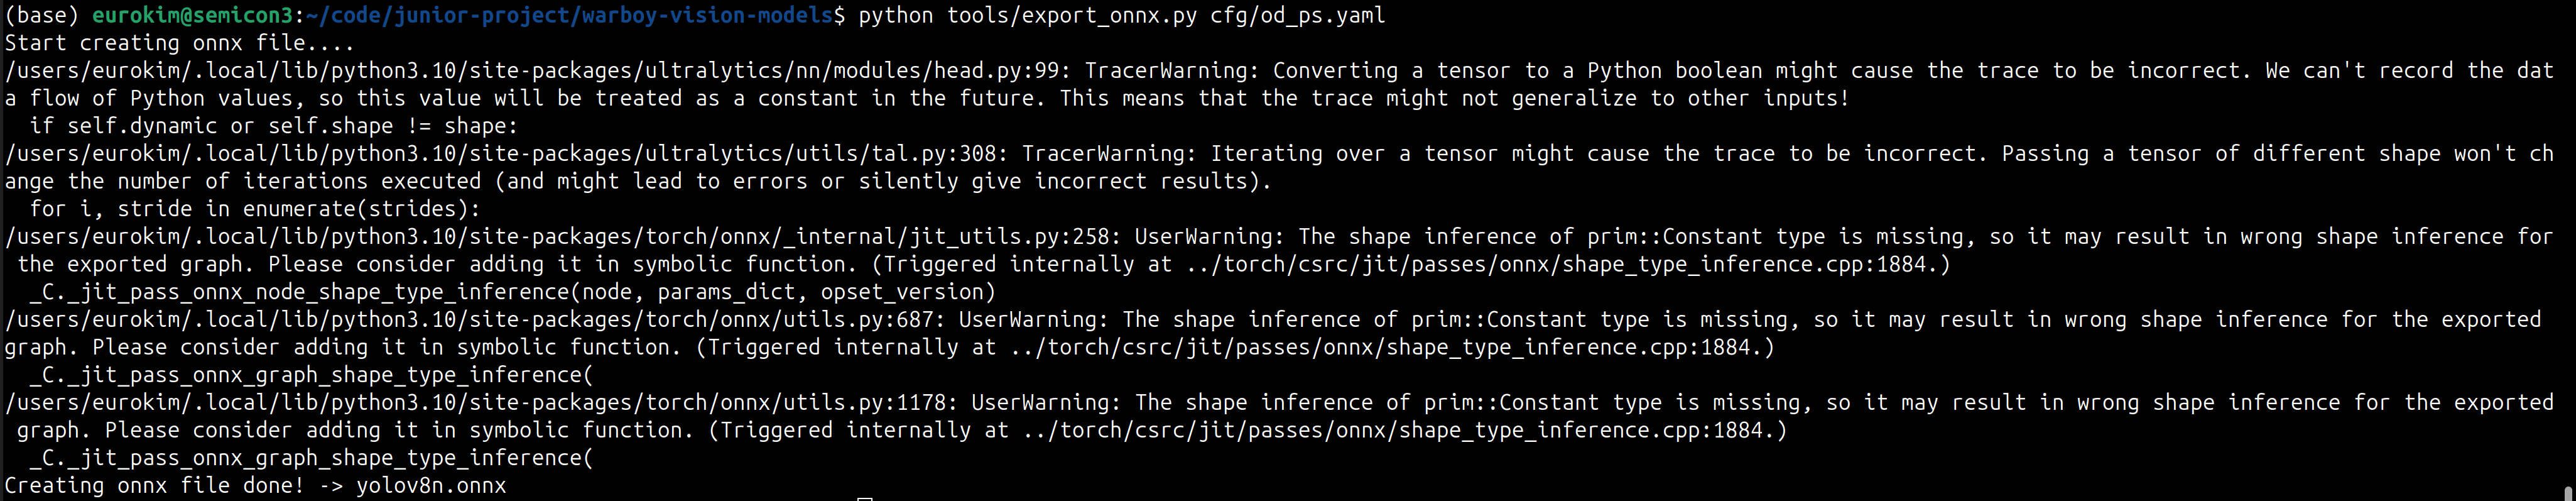 (base) eurokim@semicon3:~/code/junior-project/warboy-vision-models$ python tools/export_onnx.py cfg/od_ps.yaml
Start creating onnx file....
/users/eurokim/.local/lib/python3.10/site-packages/ultralytics/nn/modules/head.py:99: TracerWarning: Converting a tensor to a Python boolean might cause the trace to be incorrect. We can't record the dat
a flow of Python values, so this value will be treated as a constant in the future. This means that the trace might not generalize to other inputs!
  if self.dynamic or self.shape != shape:
/users/eurokim/.local/lib/python3.10/site-packages/ultralytics/utils/tal.py:308: TracerWarning: Iterating over a tensor might cause the trace to be incorrect. Passing a tensor of different shape won't ch
ange the number of iterations executed (and might lead to errors or silently give incorrect results).
  for i, stride in enumerate(strides):
/users/eurokim/.local/lib/python3.10/site-packages/torch/onnx/_internal/jit_utils.py:258: UserWarning: The shape inference of prim::Constant type is missing, so it may result in wrong shape inference for
 the exported graph. Please consider adding it in symbolic function. (Triggered internally at ../torch/csrc/jit/passes/onnx/shape_type_inference.cpp:1884.)
  _C._jit_pass_onnx_node_shape_type_inference(node, params_dict, opset_version)
/users/eurokim/.local/lib/python3.10/site-packages/torch/onnx/utils.py:687: UserWarning: The shape inference of prim::Constant type is missing, so it may result in wrong shape inference for the exported
graph. Please consider adding it in symbolic function. (Triggered internally at ../torch/csrc/jit/passes/onnx/shape_type_inference.cpp:1884.)
  _C._jit_pass_onnx_graph_shape_type_inference(
/users/eurokim/.local/lib/python3.10/site-packages/torch/onnx/utils.py:1178: UserWarning: The shape inference of prim::Constant type is missing, so it may result in wrong shape inference for the exported
 graph. Please consider adding it in symbolic function. (Triggered internally at ../torch/csrc/jit/passes/onnx/shape_type_inference.cpp:1884.)
  _C._jit_pass_onnx_graph_shape_type_inference(
Creating onnx file done! -> yolov8n.onnx